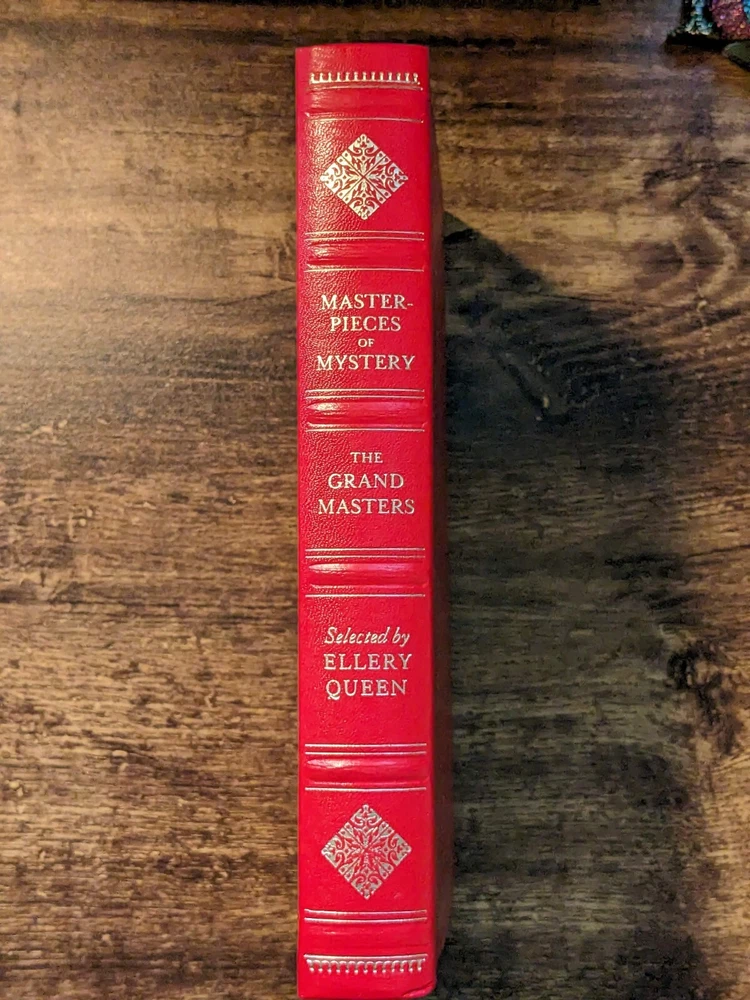 MASTER-
PIECES
OF
MYSTERY
THE
GRAND
MASTERS
Selected by
ELLERY
QUEEN